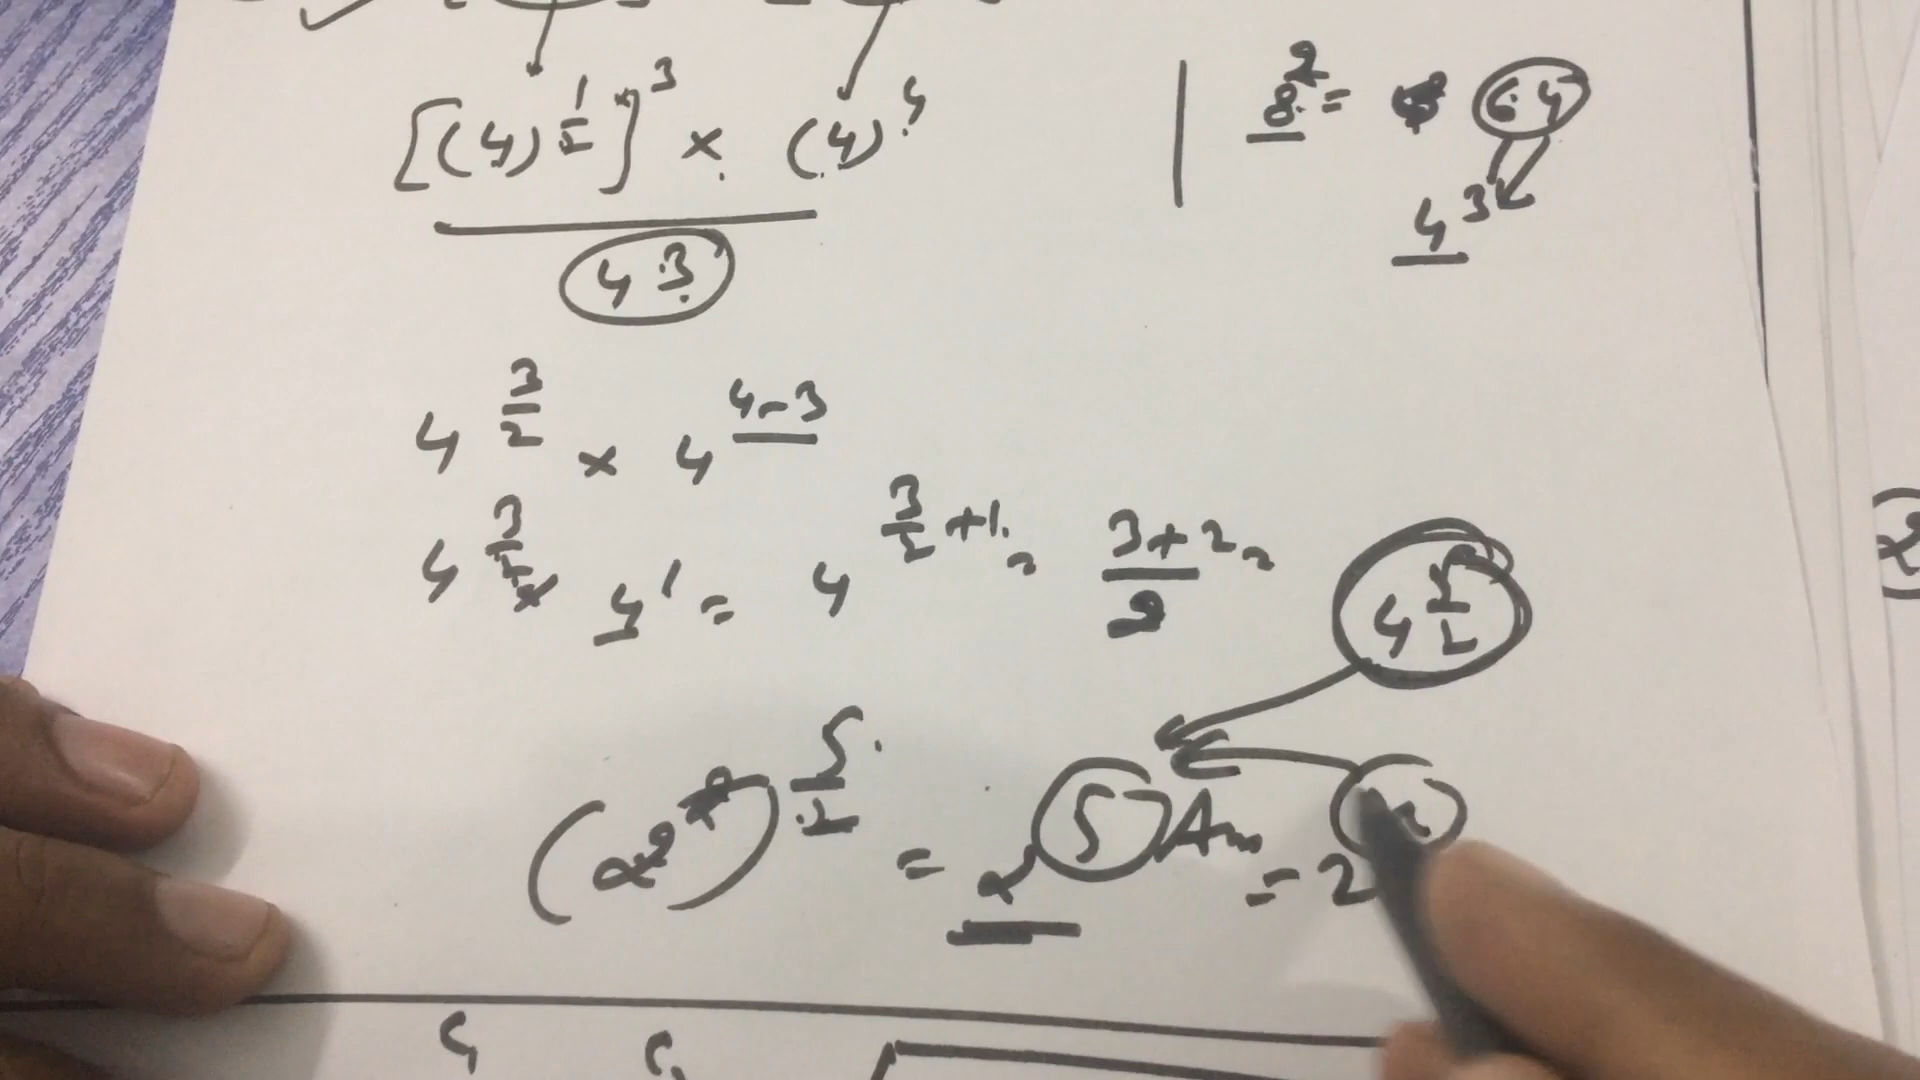 [(4)^1/2]^3 × (4)^4
4^3
8^2 = 64
4^3
4^3/2 × 4^4-3
4^3/2 × 4^1 = 4^3/2+1 = 3+2/2 = 4^5/2
(2^2)^5/2 = 2^5 Ans = 2